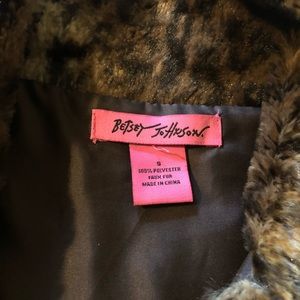 BETSEY JOHNSON.
S
100% POLYESTER
FAUX FUR
MADE IN CHINA